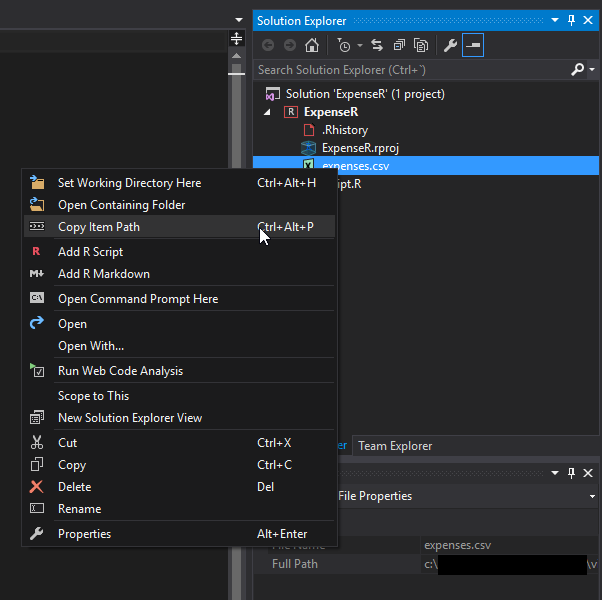 Solution Explorer
Search Solution Explorer (Ctrl+`)
Solution 'ExpenseR' (1 project)
R ExpenseR
.Rhistory
ExpenseR.rproj
expenses.csv
ipt.R
Set Working Directory Here Ctrl+Alt+H
Open Containing Folder
Copy Item Path Ctrl+Alt+P
R Add R Script
M+ Add R Markdown
C:\ Open Command Prompt Here
Open
Open With...
Run Web Code Analysis
Scope to This
New Solution Explorer View
Cut Ctrl+X
er Team Explorer
Copy Ctrl+C
Delete Del
Rename
File Properties
Properties Alt+Enter
File Name expenses.csv
Full Path c:\ \v